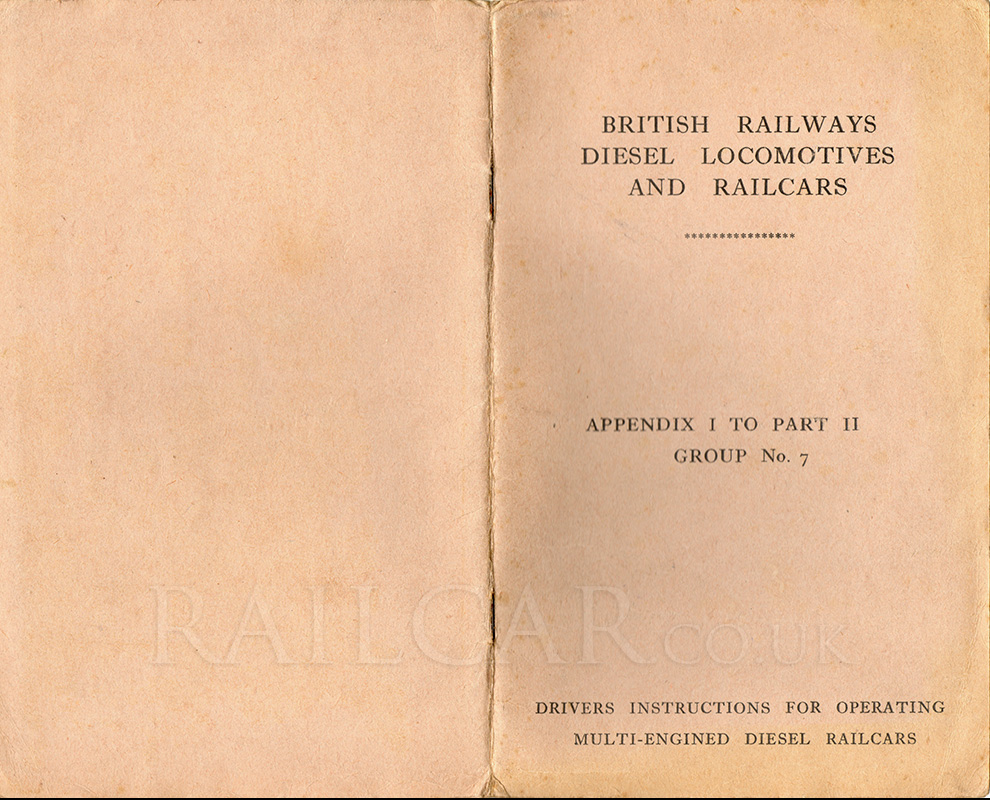 BRITISH RAILWAYS
DIESEL LOCOMOTIVES
AND RAILCARS
****************
APPENDIX I TO PART II
GROUP No. 7
RAILCAR.CO.UK
DRIVERS INSTRUCTIONS FOR OPERATING
MULTI-ENGINED DIESEL RAILCARS